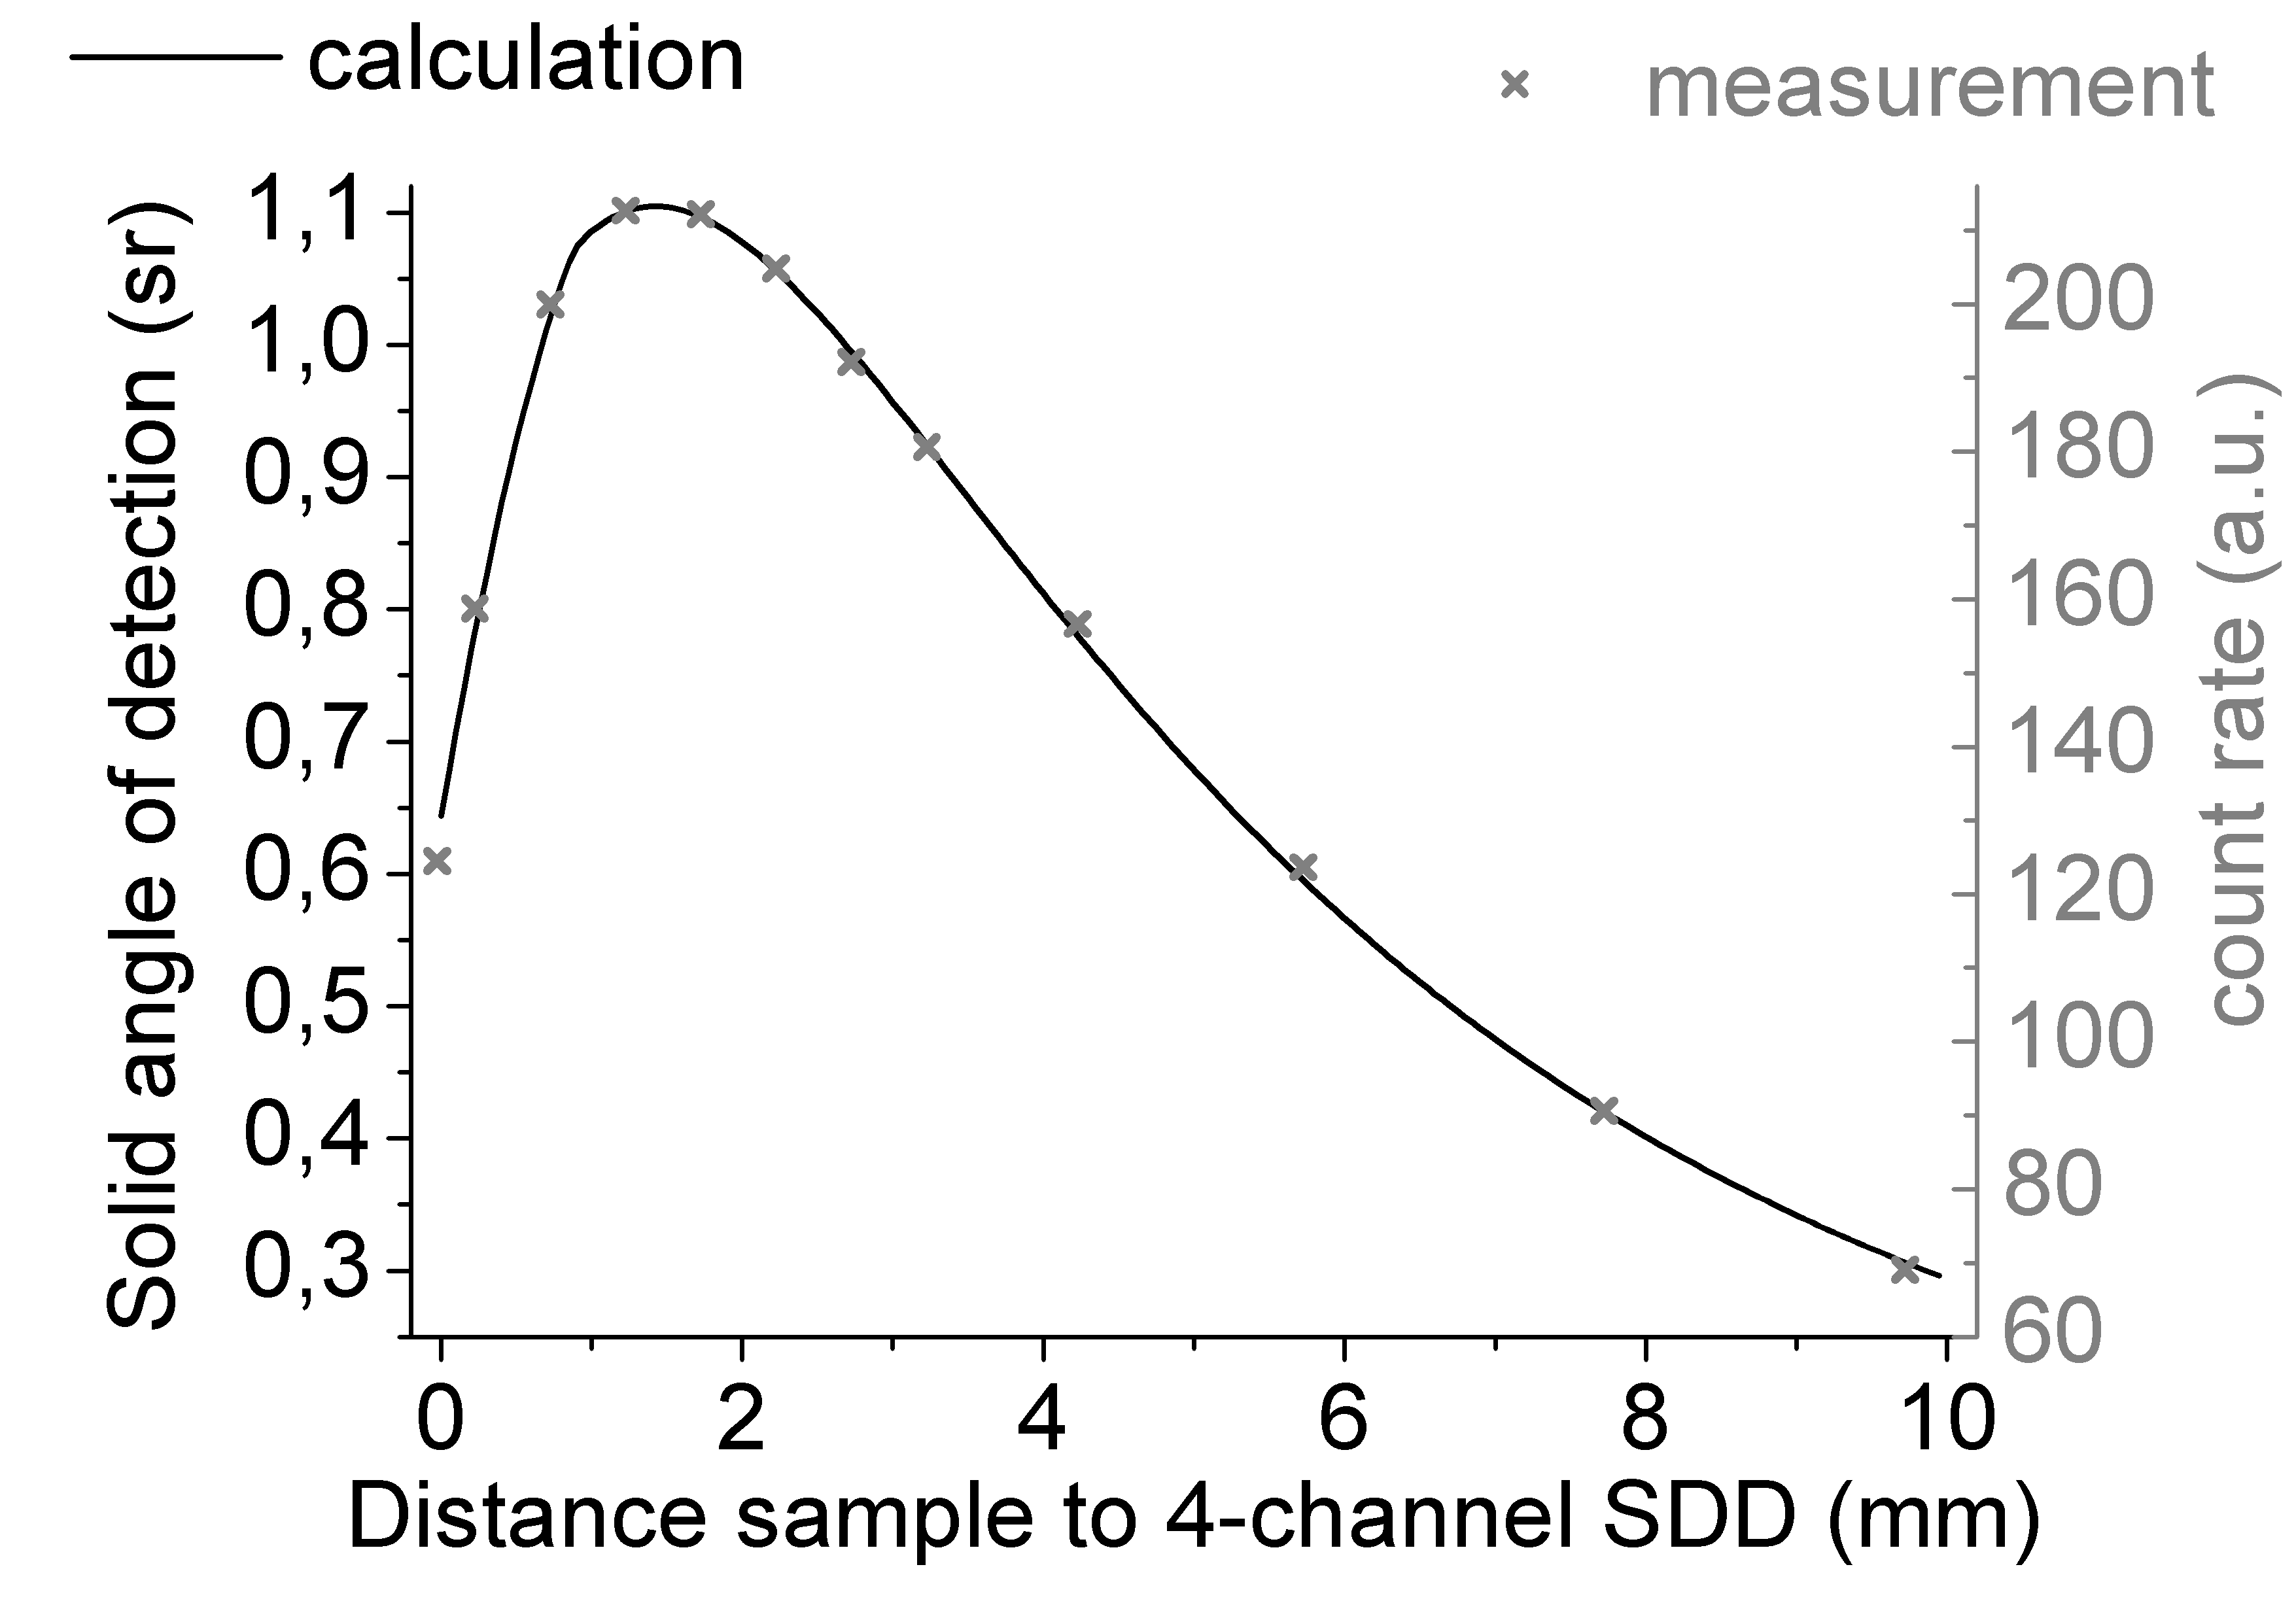 calculation
measurement
Solid angle of detection (sr)
1,1
1,0
0,9
0,8
0,7
0,6
0,5
0,4
0,3
200
180
160
140
120
100
80
60
count rate (a.u.)
0 2 4 6 8 10
Distance sample to 4-channel SDD (mm)